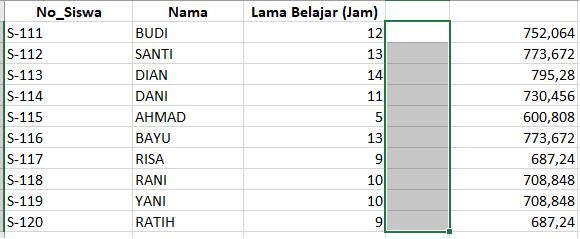 No_Siswa Nama Lama Belajar (Jam)
S-111 BUDI 12 752,064
S-112 SANTI 13 773,672
S-113 DIAN 14 795,28
S-114 DANI 11 730,456
S-115 AHMAD 5 600,808
S-116 BAYU 13 773,672
S-117 RISA 9 687,24
S-118 RANI 10 708,848
S-119 YANI 10 708,848
S-120 RATIH 9 687,24